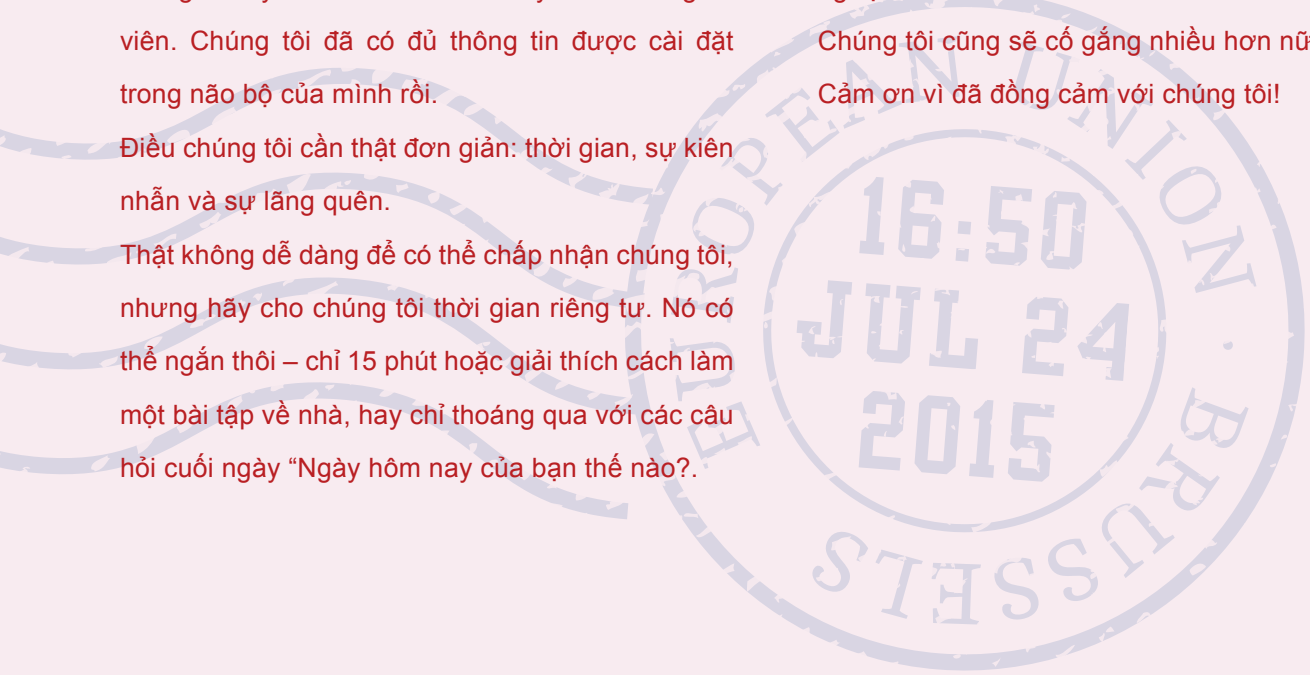 viên. Chúng tôi đã có đủ thông tin được cài đặt
trong não bộ của mình rồi.
Điều chúng tôi cần thật đơn giản: thời gian, sự kiên
nhẫn và sự lãng quên.
Thật không dễ dàng để có thể chấp nhận chúng tôi,
nhưng hãy cho chúng tôi thời gian riêng tư. Nó có
thể ngắn thôi – chỉ 15 phút hoặc giải thích cách làm
một bài tập về nhà, hay chỉ thoáng qua với các câu
hỏi cuối ngày “Ngày hôm nay của bạn thế nào?.
Chúng tôi cũng sẽ cố gắng nhiều hơn
Cảm ơn vì đã đồng cảm với chúng tôi!
EUROPEAN UNION · BRUSSELS
16:50
JUL 24
2015